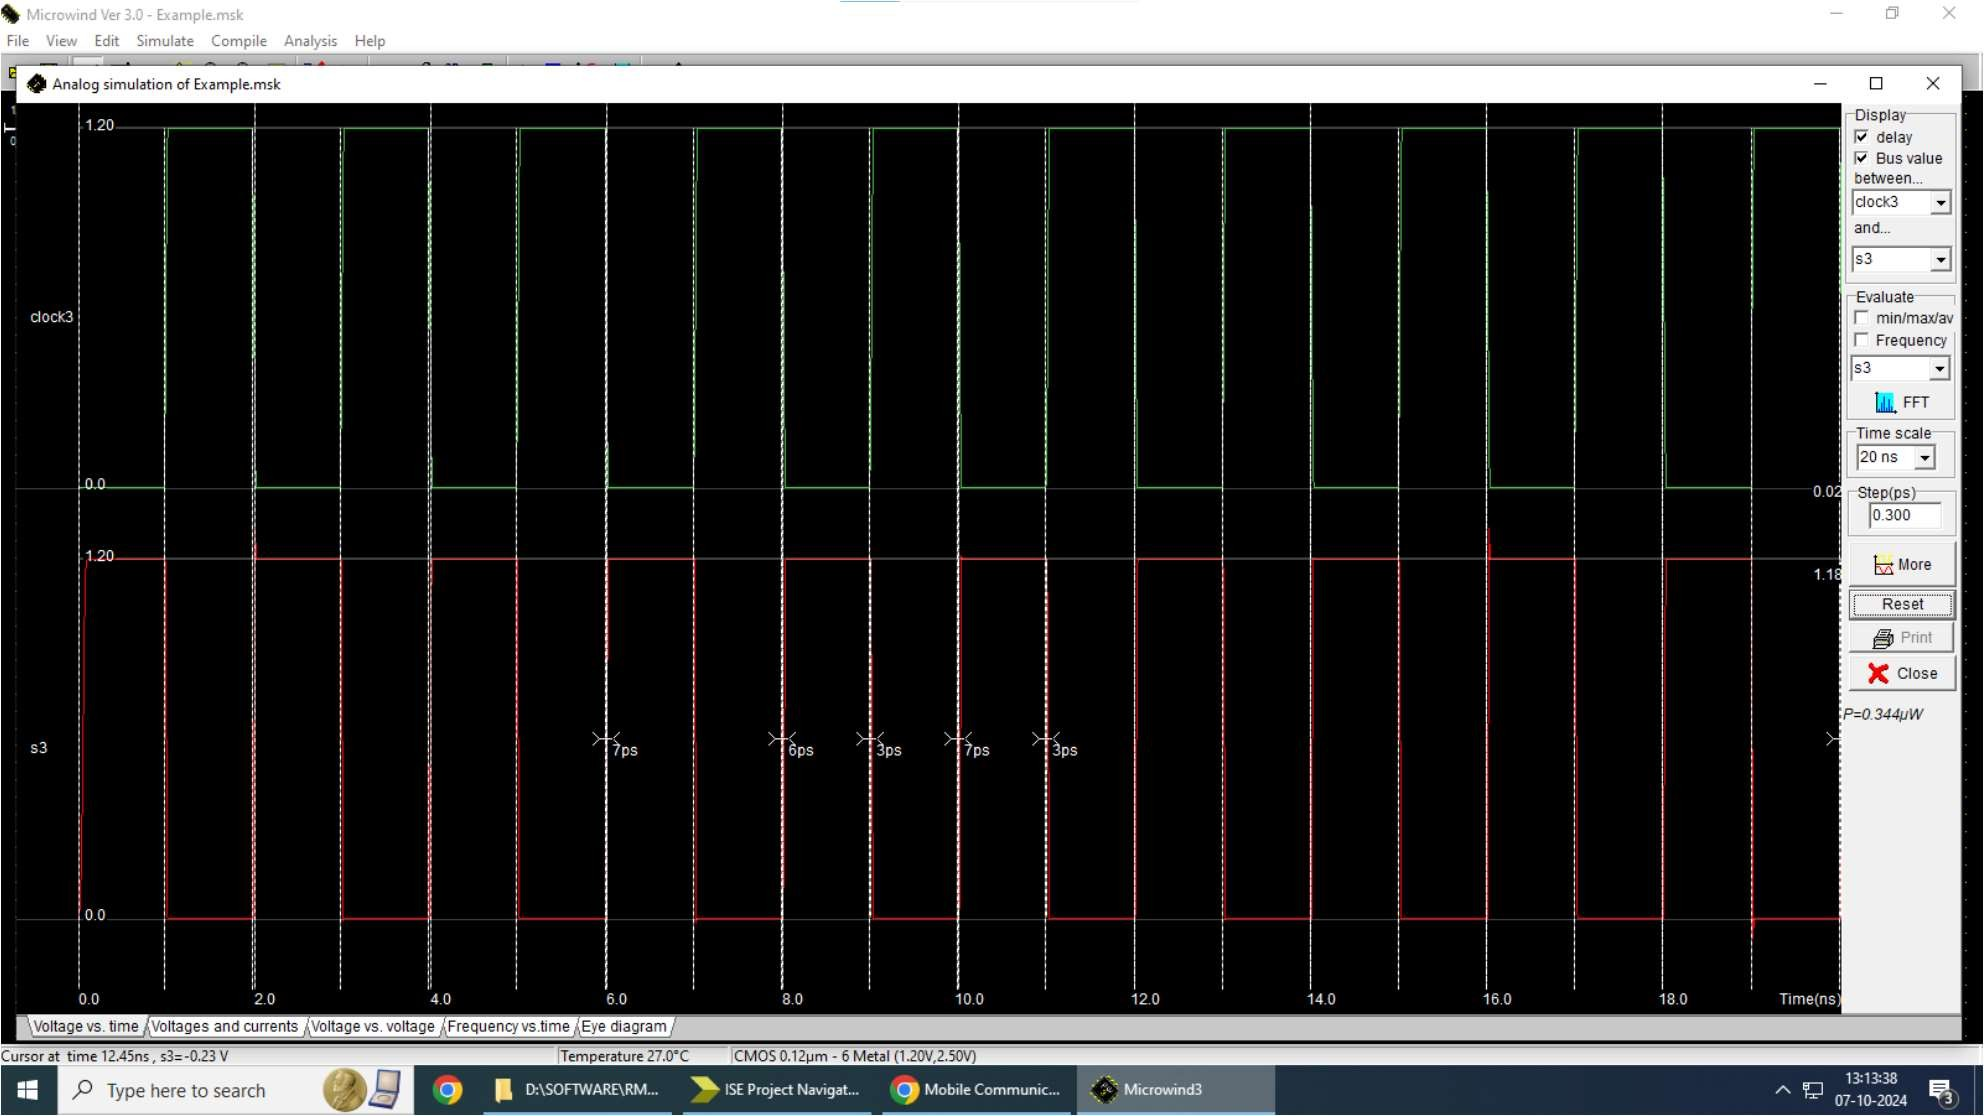 Microwind Ver 3.0 - Example.msk
File View Edit Simulate Compile Analysis Help
Analog simulation of Example.msk
1.20
clock3
0.0
0.02
1.20
1.18
s3
7ps 6ps 3ps 7ps 3ps
0.0
0.0 2.0 4.0 6.0 8.0 10.0 12.0 14.0 16.0 18.0 Time(ns)
Display
delay
Bus value
between...
clock3
and...
s3
Evaluate
min/max/av
Frequency
s3
FFT
Time scale
20 ns
Step(ps)
0.300
More
Reset
Print
Close
P=0.344µW
Voltage vs. time Voltages and currents Voltage vs. voltage Frequency vs.time Eye diagram
Cursor at time 12.45ns , s3=-0.23 V Temperature 27.0°C CMOS 0.12µm - 6 Metal (1.20V,2.50V)
Type here to search D:\SOFTWARE\RM... ISE Project Navigat... Mobile Communic... Microwind3
13:13:38
07-10-2024
3